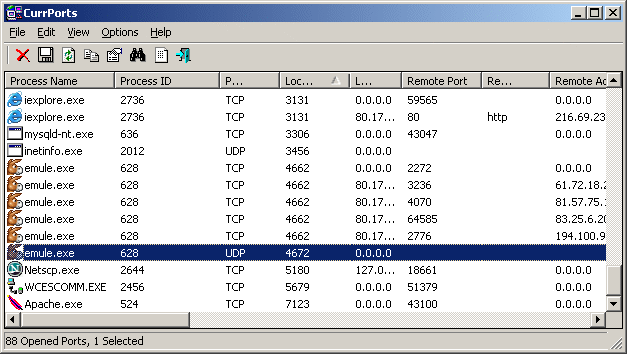 CurrPorts
File Edit View Options Help
Process Name Process ID P... Loc... L... Remote Port Re... Remote Ac
iexplore.exe 2736 TCP 3131 0.0.0.0 59565 0.0.0.0
iexplore.exe 2736 TCP 3131 80.17... 80 http 216.69.23
mysqld-nt.exe 636 TCP 3306 0.0.0.0 43047 0.0.0.0
inetinfo.exe 2012 UDP 3456 0.0.0.0
emule.exe 628 TCP 4662 0.0.0.0 2272 0.0.0.0
emule.exe 628 TCP 4662 80.17... 3236 61.72.18.2
emule.exe 628 TCP 4662 80.17... 4070 81.57.75.1
emule.exe 628 TCP 4662 80.17... 64585 83.25.6.20
emule.exe 628 TCP 4662 80.17... 2776 194.100.9
emule.exe 628 UDP 4672 0.0.0.0
Netscp.exe 2644 TCP 5180 127.0... 18661 0.0.0.0
WCESCOMM.EXE 2456 TCP 5679 0.0.0.0 51379 0.0.0.0
Apache.exe 524 TCP 7123 0.0.0.0 43100 0.0.0.0
88 Opened Ports, 1 Selected